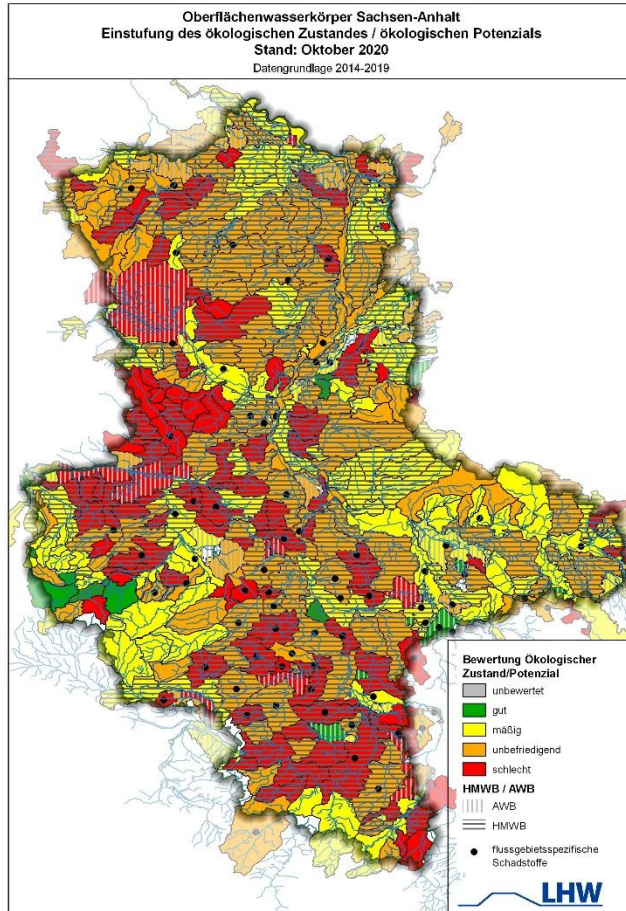 Oberflächenwasserkörper Sachsen-Anhalt
Einstufung des ökologischen Zustandes / ökologischen Potenzials
Stand: Oktober 2020
Datengrundlage 2014-2019
Bewertung Ökologischer
Zustand/Potenzial
unbewertet
gut
mäßig
unbefriedigend
schlecht
HMWB / AWB
AWB
HMWB
flussgebietsspezifische
Schadstoffe
LHW